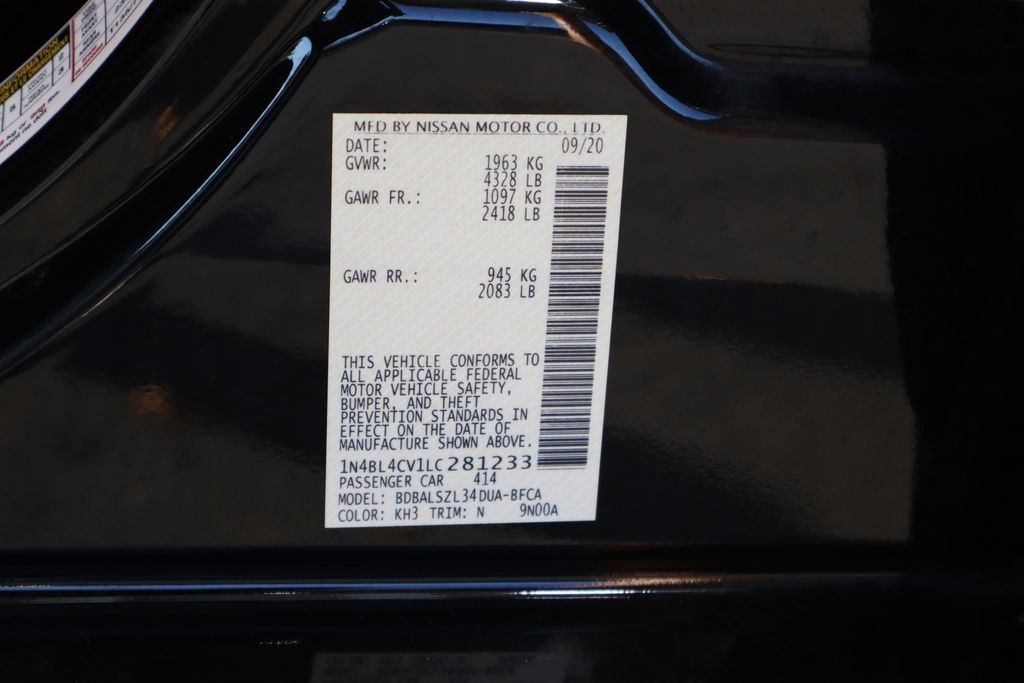 MFD BY NISSAN MOTOR CO., LTD.
DATE: 09/20
GVWR: 1963 KG
4328 LB
GAWR FR.: 1097 KG
2418 LB
GAWR RR.: 945 KG
2083 LB
THIS VEHICLE CONFORMS TO
ALL APPLICABLE FEDERAL
MOTOR VEHICLE SAFETY,
BUMPER, AND THEFT
PREVENTION STANDARDS IN
EFFECT ON THE DATE OF
MANUFACTURE SHOWN ABOVE.
1N4BL4CV1LC281233
PASSENGER CAR 414
MODEL: BDBALSZL34DUA-BFCA
COLOR: KH3 TRIM: N 9N00A